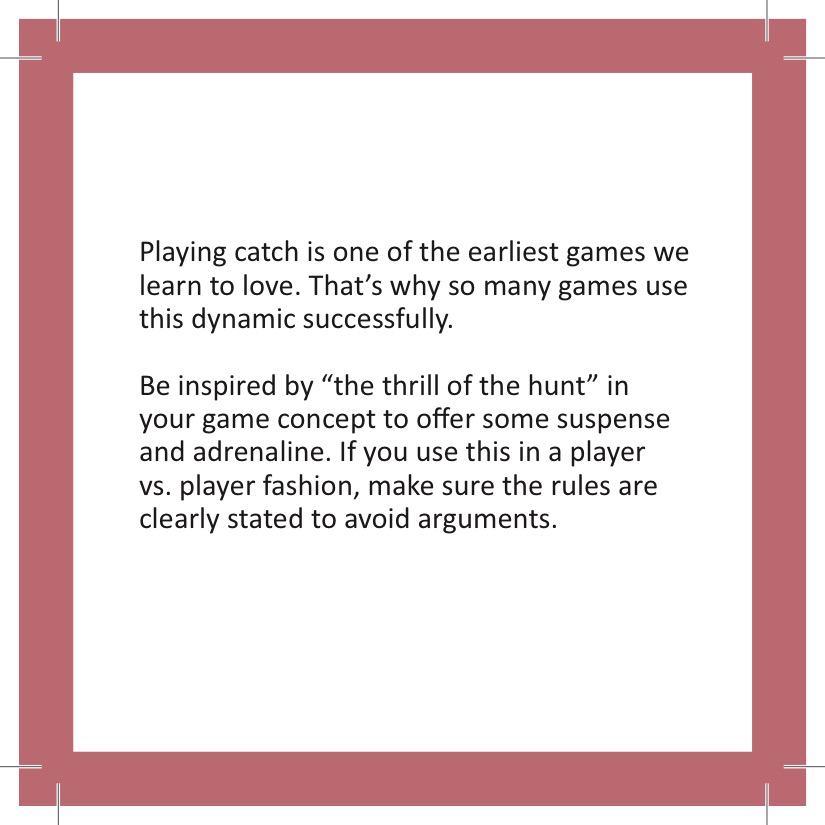 Playing catch is one of the earliest games we
learn to love. That’s why so many games use
this dynamic successfully.
Be inspired by “the thrill of the hunt” in
your game concept to offer some suspense
and adrenaline. If you use this in a player
vs. player fashion, make sure the rules are
clearly stated to avoid arguments.